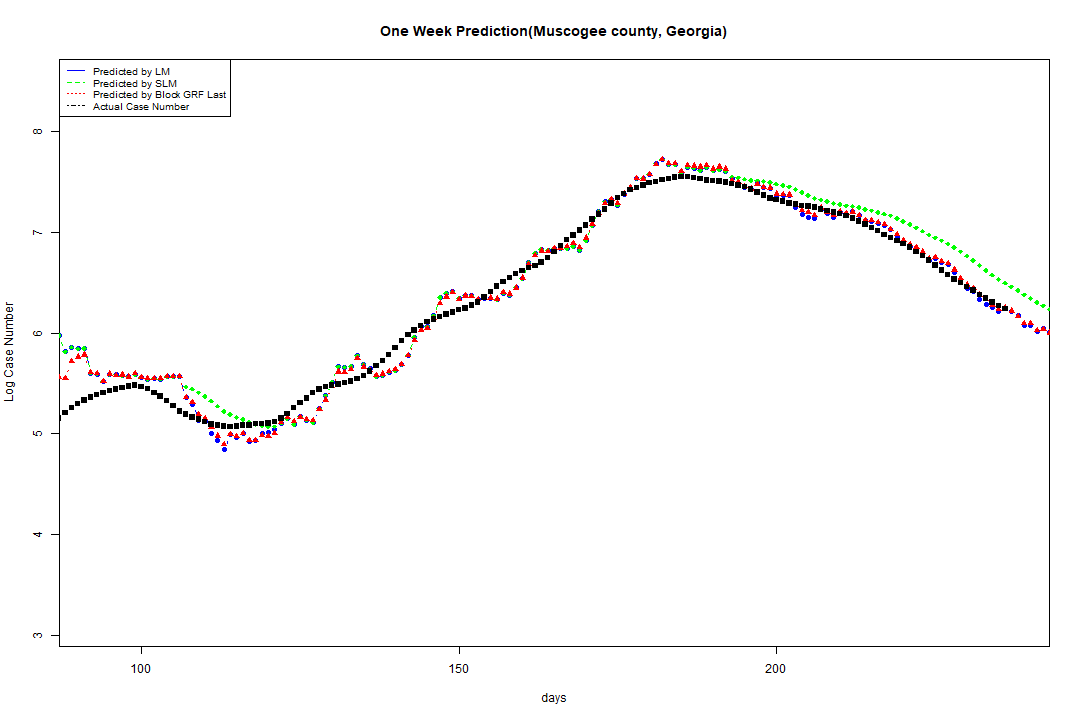 One Week Prediction(Muscogee county, Georgia)
Predicted by LM
Predicted by SLM
Predicted by Block GRF Last
Actual Case Number
8
7
6
5
4
3
Log Case Number
100 150 200
days